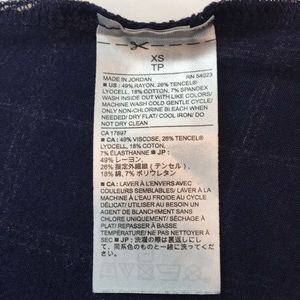 XS
TP
MADE IN JORDAN RN 54023
■ US: 49% RAYON, 26% TENCEL®
LYOCELL, 18% COTTON, 7% SPANDEX
WASH INSIDE OUT WITH LIKE COLORS/
MACHINE WASH COLD GENTLE CYCLE/
ONLY NON-CHLORINE BLEACH WHEN
NEEDED/ DRY FLAT/ COOL IRON/ DO
NOT DRY CLEAN
CA 17897
■ CA: 49% VISCOSE, 26% TENCEL®
LYOCELL, 18% COTON,
7% ÉLASTHANNE ■ JP:
49% レーヨン
26% 指定外繊維（テンセル）,
18% 綿, 7% ポリウレタン
■ CA: LAVER À L'ENVERS AVEC
COULEURS SEMBLABLES/ LAVAGE À
LA MACHINE À L'EAU FROIDE AU CYCLE
DÉLICAT/ UTILISER AU BESOIN UN
AGENT DE BLANCHIMENT SANS
CHLORE UNIQUEMENT/ SÉCHAGE À
PLAT/ REPASSER À BASSE
TEMPÉRATURE/ NE PAS NETTOYER
À SEC ■ JP: 洗濯の際は裏返しにし
て、同系色のものと一緒に洗ってくださ
い.